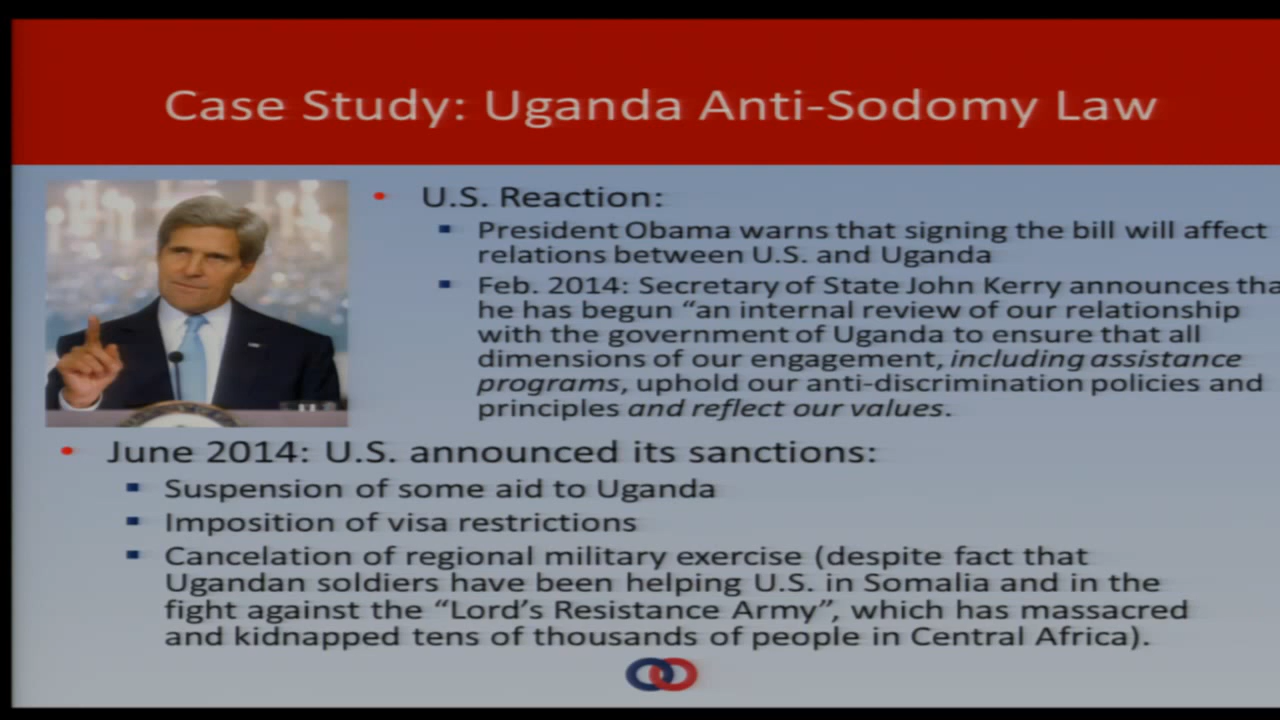 Case Study: Uganda Anti-Sodomy Law
• U.S. Reaction:
▪ President Obama warns that signing the bill will affect
relations between U.S. and Uganda
▪ Feb. 2014: Secretary of State John Kerry announces tha
he has begun “an internal review of our relationship
with the government of Uganda to ensure that all
dimensions of our engagement, including assistance
programs, uphold our anti-discrimination policies and
principles and reflect our values.
• June 2014: U.S. announced its sanctions:
▪ Suspension of some aid to Uganda
▪ Imposition of visa restrictions
▪ Cancelation of regional military exercise (despite fact that
Ugandan soldiers have been helping U.S. in Somalia and in the
fight against the “Lord’s Resistance Army”, which has massacred
and kidnapped tens of thousands of people in Central Africa).